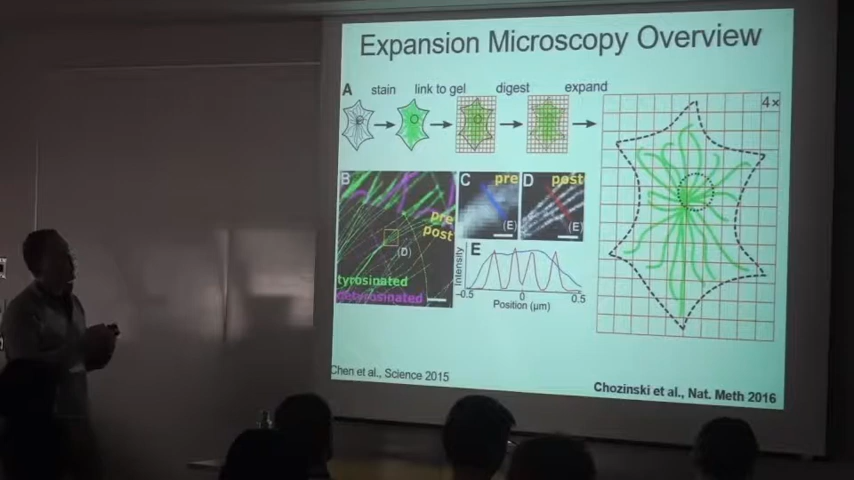 Expansion Microscopy Overview
A stain link to gel digest expand
4×
B pre post (D) tyrosinated detyrosinated
C pre (E)
D post (E)
E
Intensity
−0.5 0 0.5
Position (µm)
Chen et al., Science 2015
Chozinski et al., Nat. Meth 2016